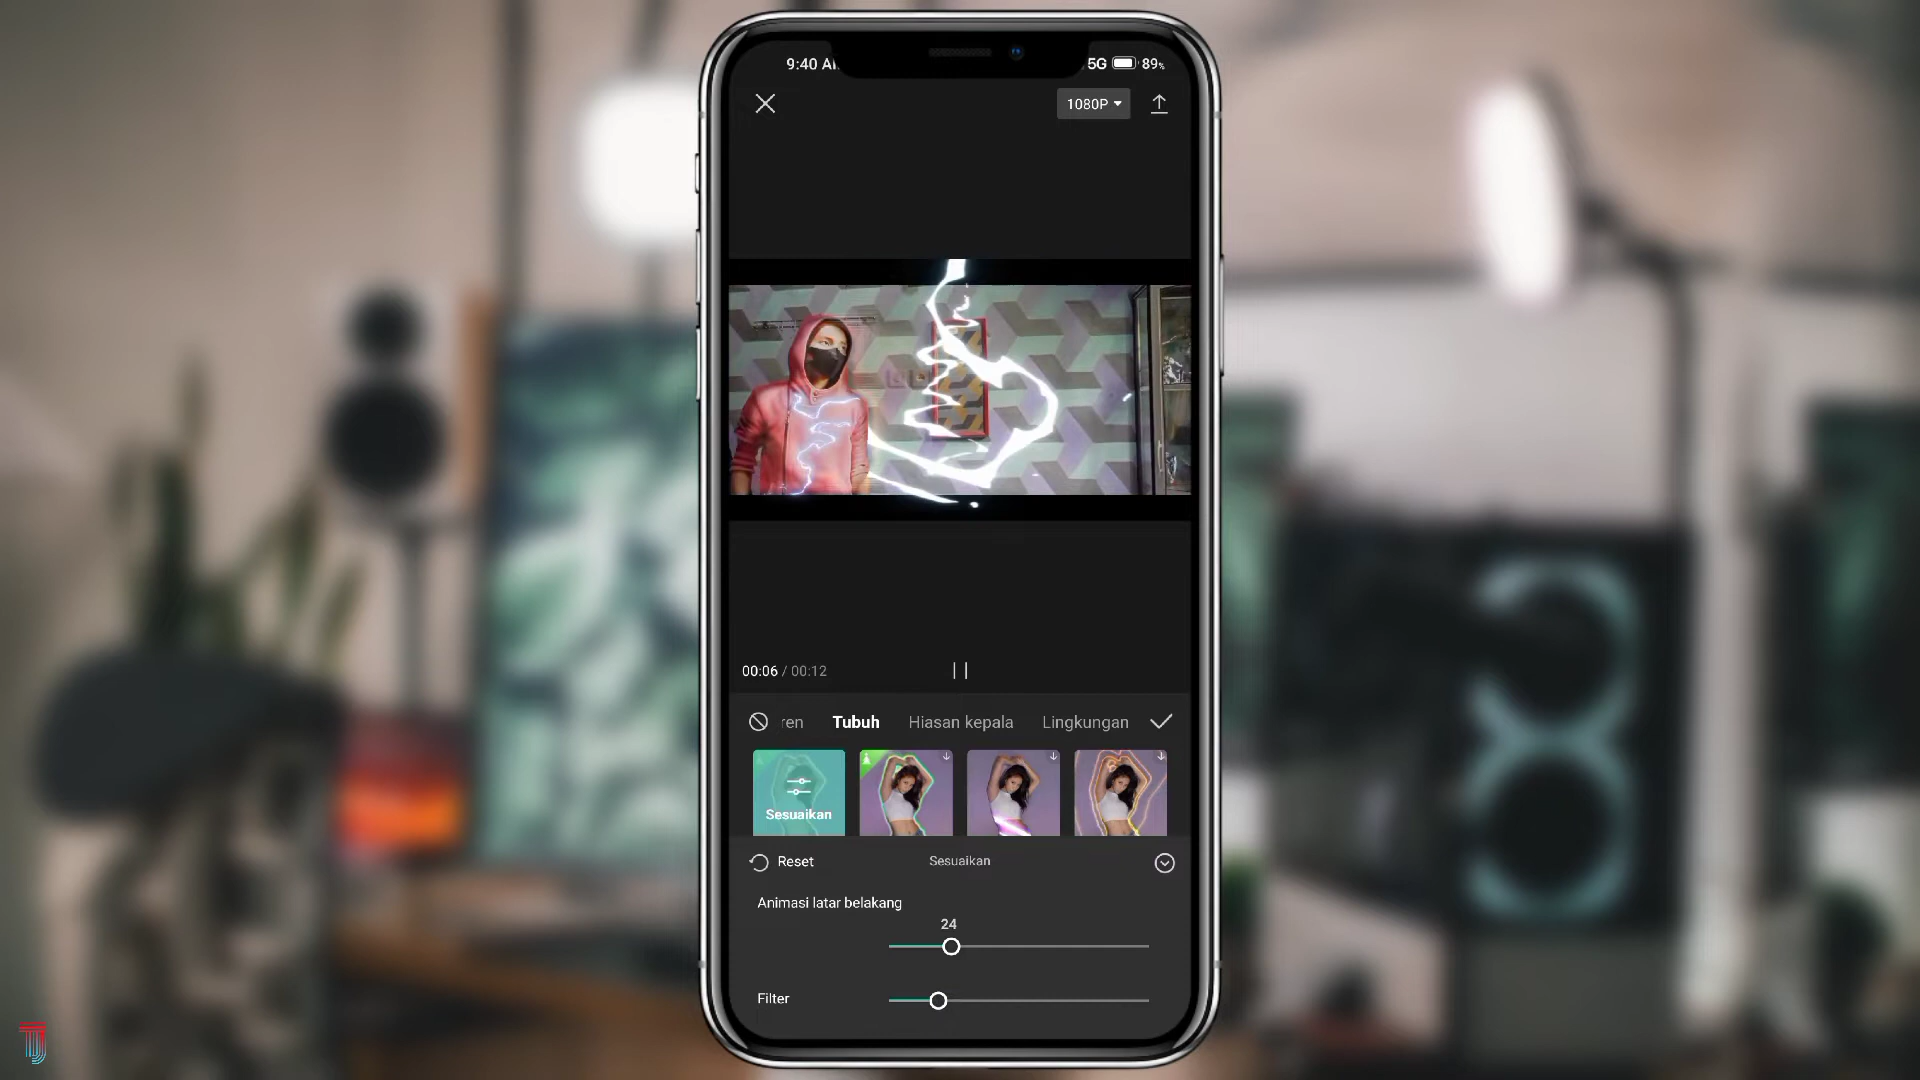 9:40 A
5G 89%
1080P
00:06 / 00:12
ren Tubuh Hiasan kepala Lingkungan
Sesuaikan
Reset Sesuaikan
Animasi latar belakang
24
Filter
TJ